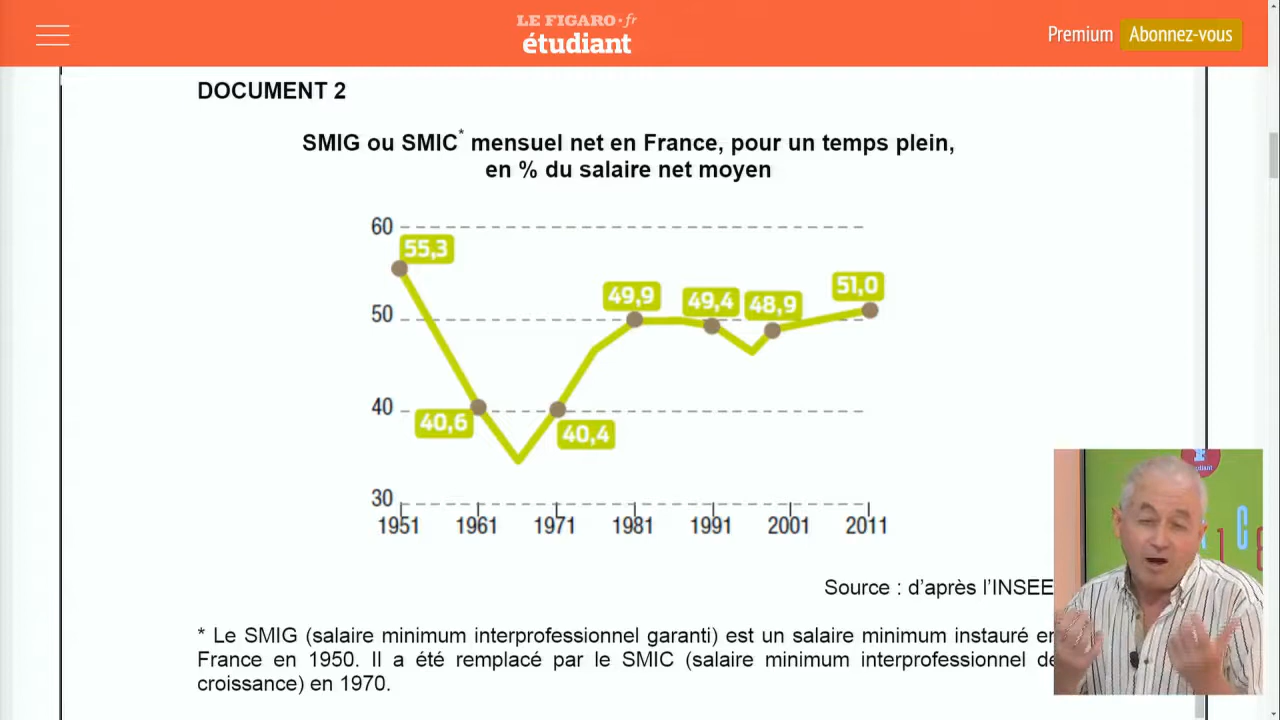 LE FIGARO.fr
étudiant
Premium
Abonnez-vous
DOCUMENT 2
SMIG ou SMIC* mensuel net en France, pour un temps plein,
en % du salaire net moyen
60
55,3
50
49,9
49,4
48,9
51,0
40
40,6
40,4
30
1951
1961
1971
1981
1991
2001
2011
Source : d’après l’INSEE
* Le SMIG (salaire minimum interprofessionnel garanti) est un salaire minimum instauré
France en 1950. Il a été remplacé par le SMIC (salaire minimum interprofessionnel
croissance) en 1970.